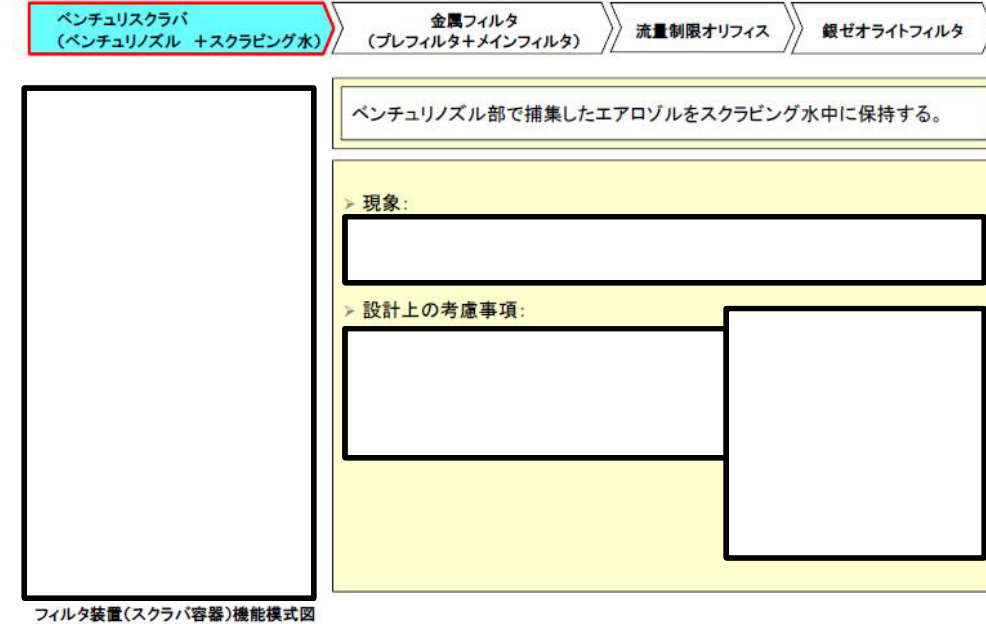 ベンチュリスクラバ
(ベンチュリノズル +スクラビング水)
金属フィルタ
(プレフィルタ+メインフィルタ)
流量制限オリフィス
銀ゼオライトフィルタ
ベンチュリノズル部で捕集したエアロゾルをスクラビング水中に保持する。
➢ 現象:
➢ 設計上の考慮事項:
フィルタ装置(スクラバ容器)機能模式図